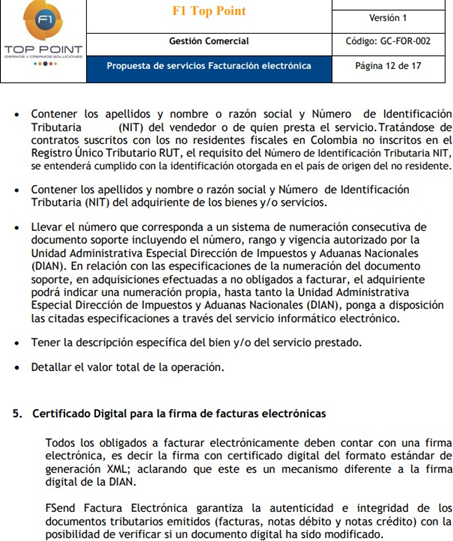 F1 Top Point
Versión 1
F1
TOP POINT
Gestión Comercial
Código: GC-FOR-002
Propuesta de servicios Facturación electrónica
Página 12 de 17
• Contener los apellidos y nombre o razón social y Número de Identificación
Tributaria (NIT) del vendedor o de quien presta el servicio. Tratándose de
contratos suscritos con los no residentes fiscales en Colombia no inscritos en el
Registro Único Tributario RUT, el requisito del Número de Identificación Tributaria NIT,
se entenderá cumplido con la identificación otorgada en el país de origen del no residente.
• Contener los apellidos y nombre o razón social y Número de Identificación
Tributaria (NIT) del adquiriente de los bienes y/o servicios.
• Llevar el número que corresponda a un sistema de numeración consecutiva de
documento soporte incluyendo el número, rango y vigencia autorizado por la
Unidad Administrativa Especial Dirección de Impuestos y Aduanas Nacionales
(DIAN). En relación con las especificaciones de la numeración del documento
soporte, en adquisiciones efectuadas a no obligados a facturar, el adquiriente
podrá indicar una numeración propia, hasta tanto la Unidad Administrativa
Especial Dirección de Impuestos y Aduanas Nacionales (DIAN), ponga a disposición
las citadas especificaciones a través del servicio informático electrónico.
• Tener la descripción específica del bien y/o del servicio prestado.
• Detallar el valor total de la operación.
5. Certificado Digital para la firma de facturas electrónicas
Todos los obligados a facturar electrónicamente deben contar con una firma
electrónica, es decir la firma con certificado digital del formato estándar de
generación XML; aclarando que este es un mecanismo diferente a la firma
digital de la DIAN.
FSend Factura Electrónica garantiza la autenticidad e integridad de los
documentos tributarios emitidos (facturas, notas débito y notas crédito) con la
posibilidad de verificar si un documento digital ha sido modificado.